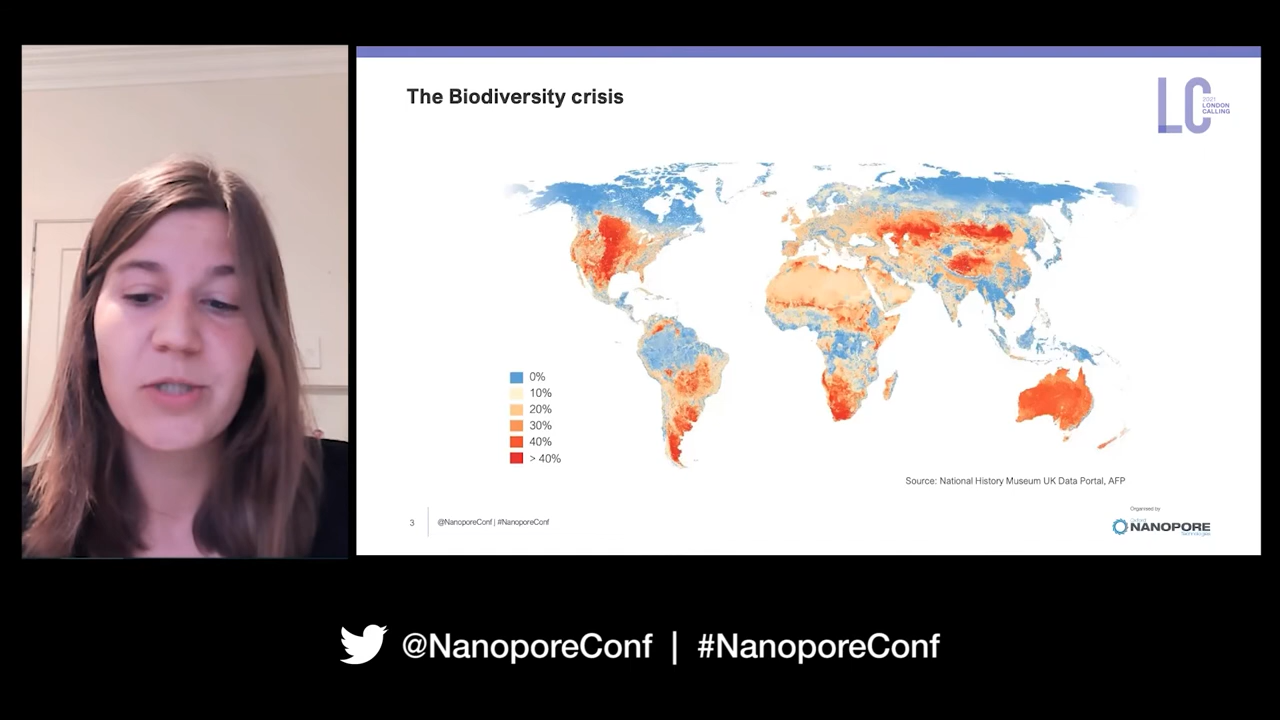 The Biodiversity crisis
LC
2021
LONDON
CALLING
0%
10%
20%
30%
40%
> 40%
Source: National History Museum UK Data Portal, AFP
3
@NanoporeConf | #NanoporeConf
Organised by
Oxford
NANOPORE
Technologies
@NanoporeConf | #NanoporeConf